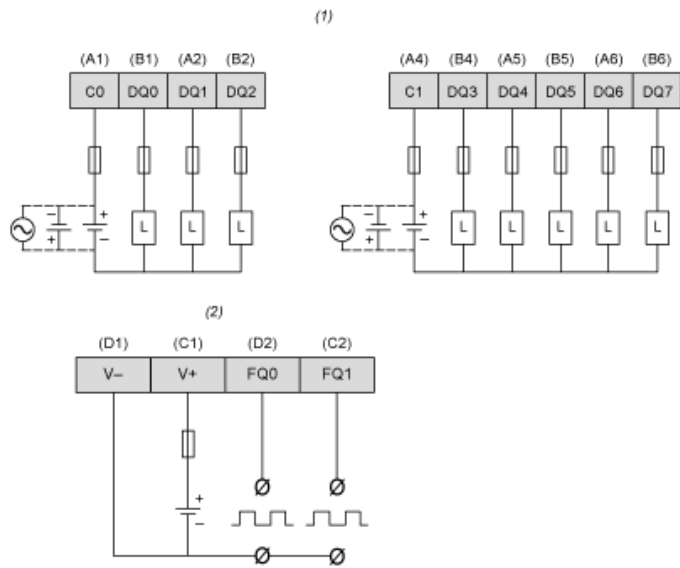 (1)
(A1) (B1) (A2) (B2)
C0 DQ0 DQ1 DQ2
(A4) (B4) (A5) (B5) (A6) (B6)
C1 DQ3 DQ4 DQ5 DQ6 DQ7
− + + −
L L L
− + + −
L L L L L
(2)
(D1) (C1) (D2) (C2)
V− V+ FQ0 FQ1
+
−